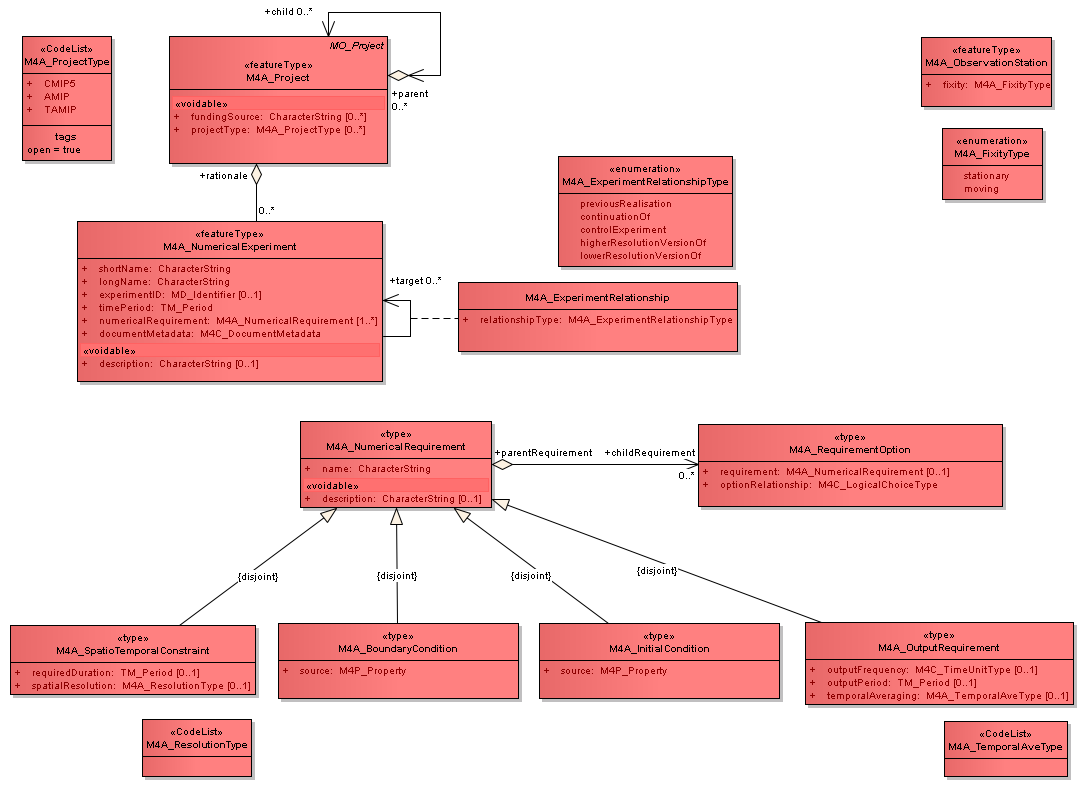 +child 0..*
«CodeList»
M4A_ProjectType
+ CMIP5
+ AMIP
+ TAMIP
tags
open = true
MO_Project
«featureType»
M4A_Project
«voidable»
+ fundingSource: CharacterString [0..*]
+ projectType: M4A_ProjectType [0..*]
+parent
0..*
+rationale
0..*
«featureType»
M4A_ObservationStation
+ fixity: M4A_FixityType
«enumeration»
M4A_FixityType
stationary
moving
«enumeration»
M4A_ExperimentRelationshipType
previousRealisation
continuationOf
controlExperiment
higherResolutionVersionOf
lowerResolutionVersionOf
«featureType»
M4A_NumericalExperiment
+ shortName: CharacterString
+ longName: CharacterString
+ experimentID: MD_Identifier [0..1]
+ timePeriod: TM_Period
+ numericalRequirement: M4A_NumericalRequirement [1..*]
+ documentMetadata: M4C_DocumentMetadata
«voidable»
+ description: CharacterString [0..1]
+target 0..*
M4A_ExperimentRelationship
+ relationshipType: M4A_ExperimentRelationshipType
«type»
M4A_NumericalRequirement
+ name: CharacterString
«voidable»
+ description: CharacterString [0..1]
+parentRequirement
+childRequirement
0..*
«type»
M4A_RequirementOption
+ requirement: M4A_NumericalRequirement [0..1]
+ optionRelationship: M4C_LogicalChoiceType
{disjoint}
{disjoint}
{disjoint}
{disjoint}
«type»
M4A_SpatioTemporalConstraint
+ requiredDuration: TM_Period [0..1]
+ spatialResolution: M4A_ResolutionType [0..1]
«type»
M4A_BoundaryCondition
+ source: M4P_Property
«type»
M4A_InitialCondition
+ source: M4P_Property
«type»
M4A_OutputRequirement
+ outputFrequency: M4C_TimeUnitType [0..1]
+ outputPeriod: TM_Period [0..1]
+ temporalAveraging: M4A_TemporalAveType [0..1]
«CodeList»
M4A_ResolutionType
«CodeList»
M4A_TemporalAveType